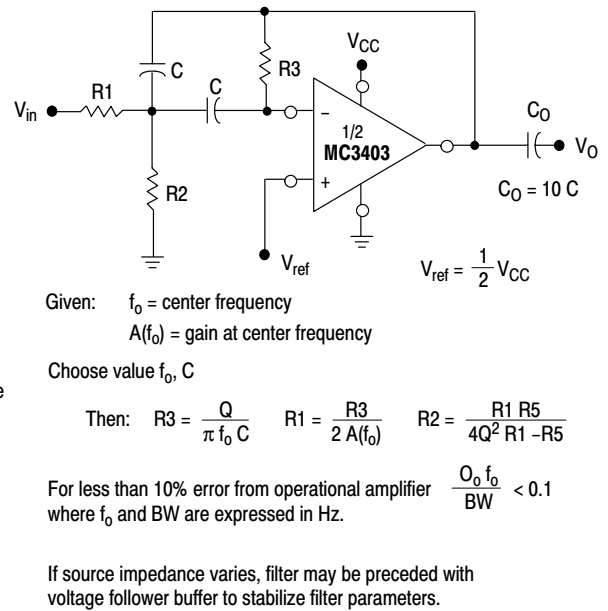 V_CC
R3
R1
C
C
V_in
1/2
MC3403
C_O
V_O
R2
C_O = 10 C
V_ref
V_ref = 1/2 V_CC
Given: f_o = center frequency
A(f_o) = gain at center frequency
Choose value f_o, C
e
Then: R3 = Q / π f_o C R1 = R3 / 2 A(f_o) R2 = R1 R5 / 4Q² R1 –R5
For less than 10% error from operational amplifier O_o f_o / BW < 0.1
where f_o and BW are expressed in Hz.
If source impedance varies, filter may be preceded with
voltage follower buffer to stabilize filter parameters.